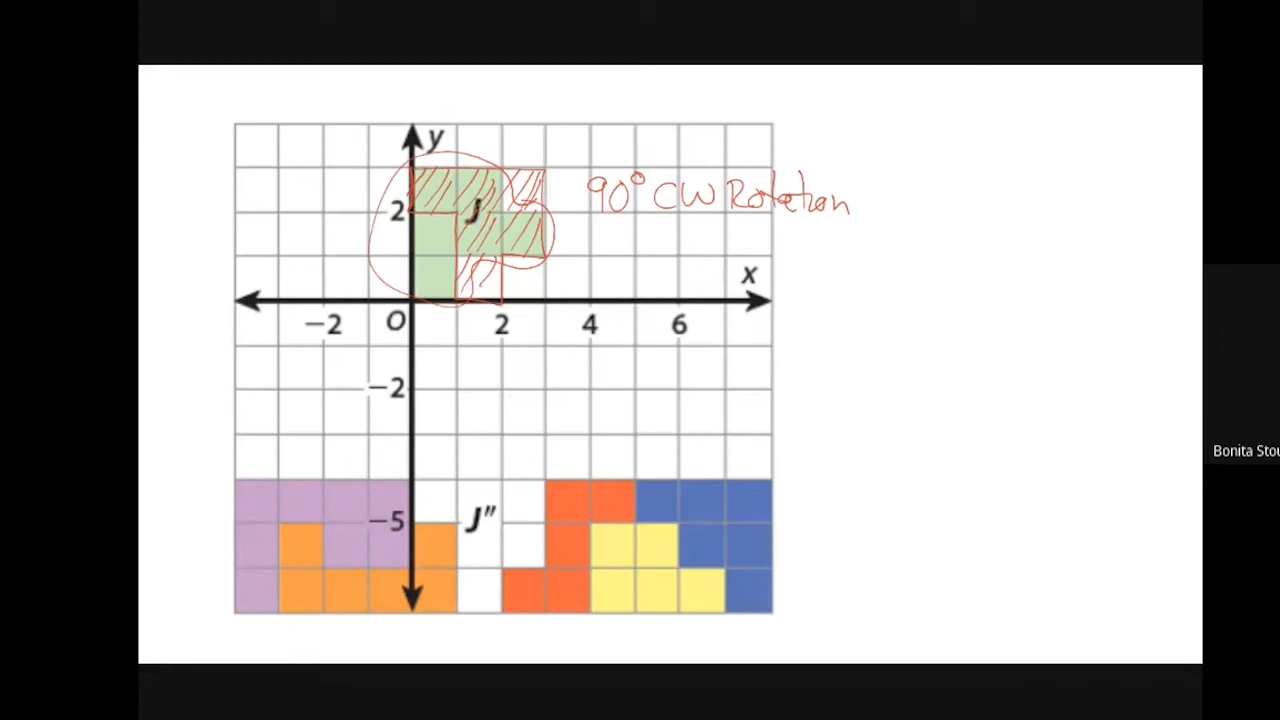 y
90° CW Rotation
J
2
x
−2 O 2 4 6
−2
Bonita Stou
−5 J″